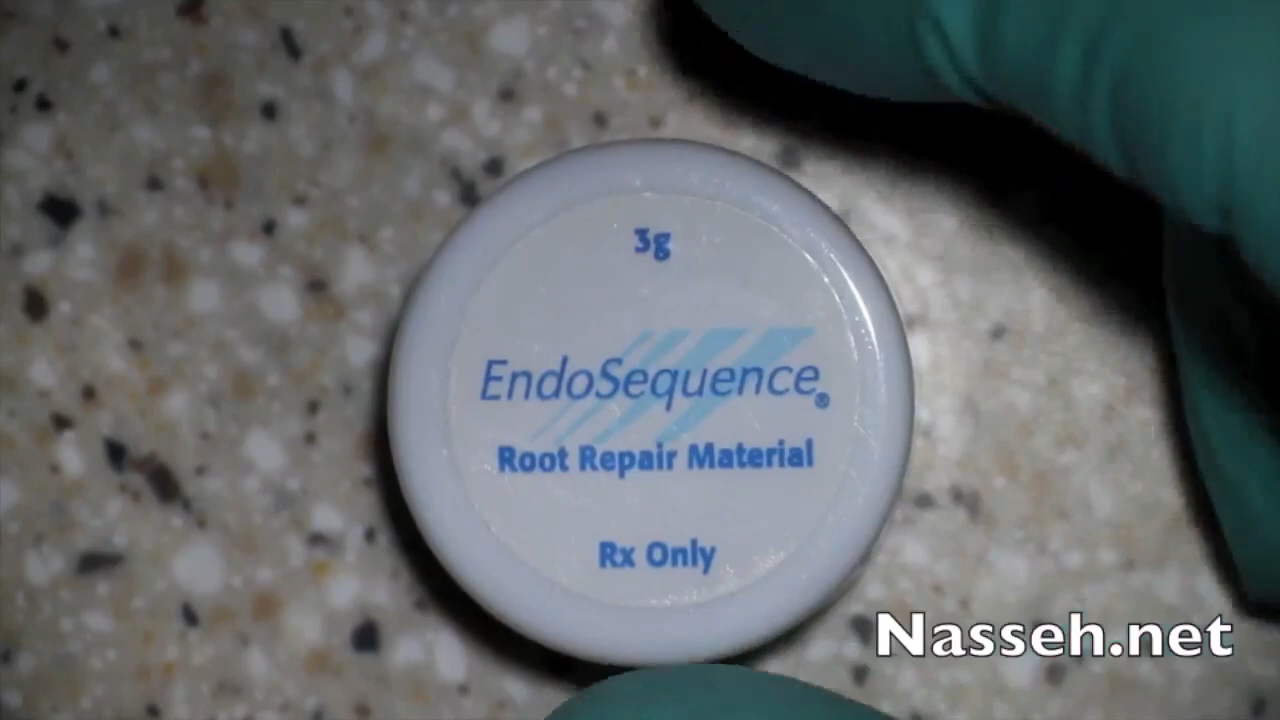 3g
EndoSequence®
Root Repair Material
Rx Only
Nasseh.net